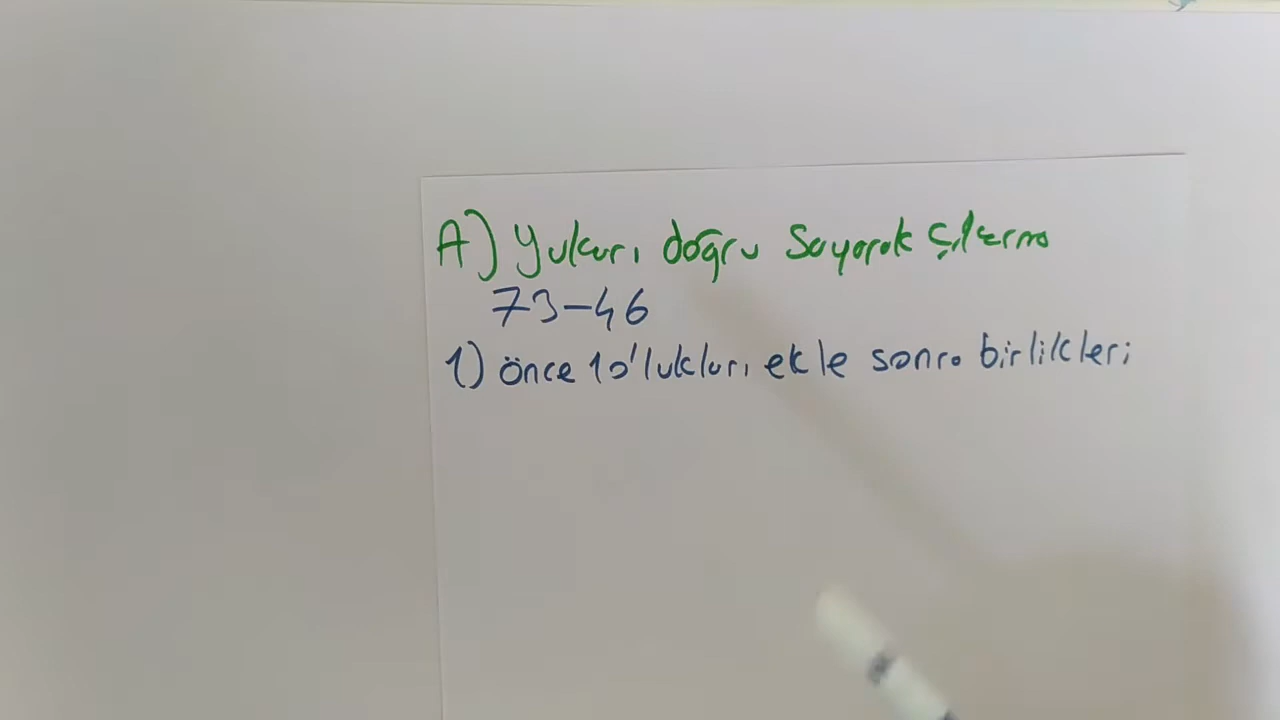 A) Yukarı doğru Sayarak Çıkarma
73-46
1) önce 10'lukları ekle sonra birlikleri